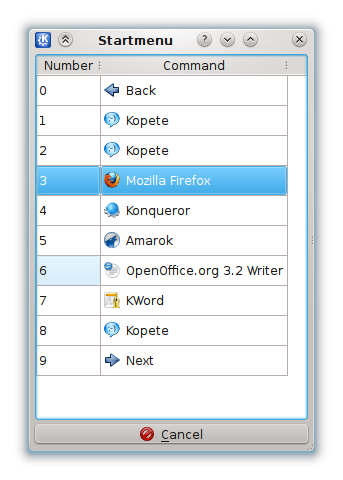 Startmenu
Number Command
0 Back
1 Kopete
2 Kopete
3 Mozilla Firefox
4 Konqueror
5 Amarok
6 OpenOffice.org 3.2 Writer
7 KWord
8 Kopete
9 Next
Cancel